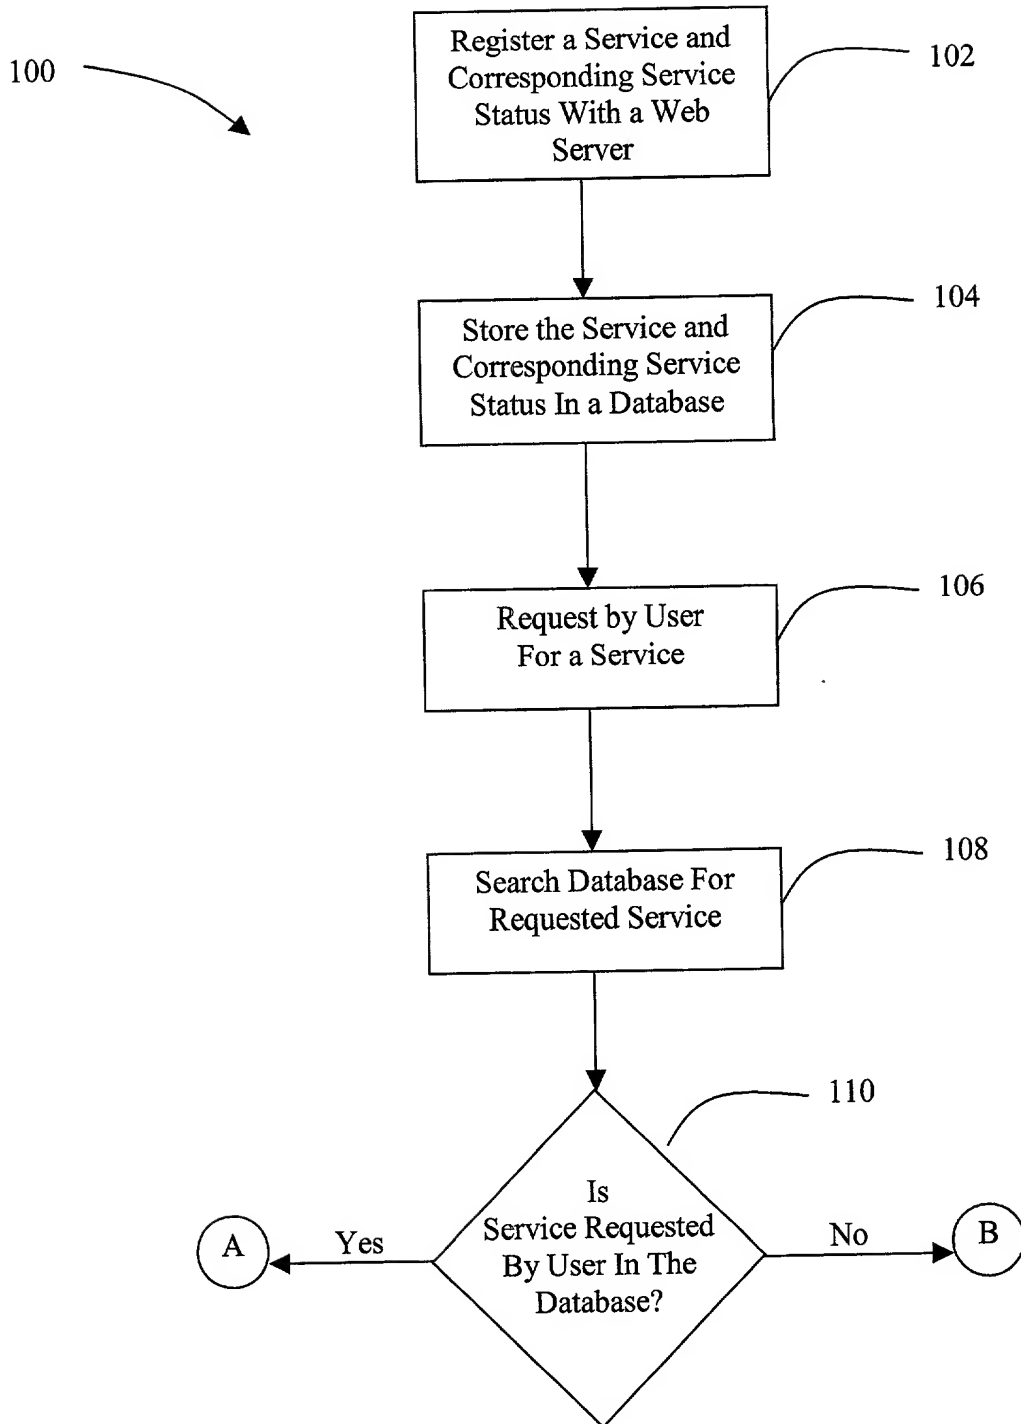 100
Register a Service and
Corresponding Service
Status With a Web
Server
102
Store the Service and
Corresponding Service
Status In a Database
104
Request by User
For a Service
106
Search Database For
Requested Service
108
110
Is
Service Requested
By User In The
Database?
Yes
A
No
B